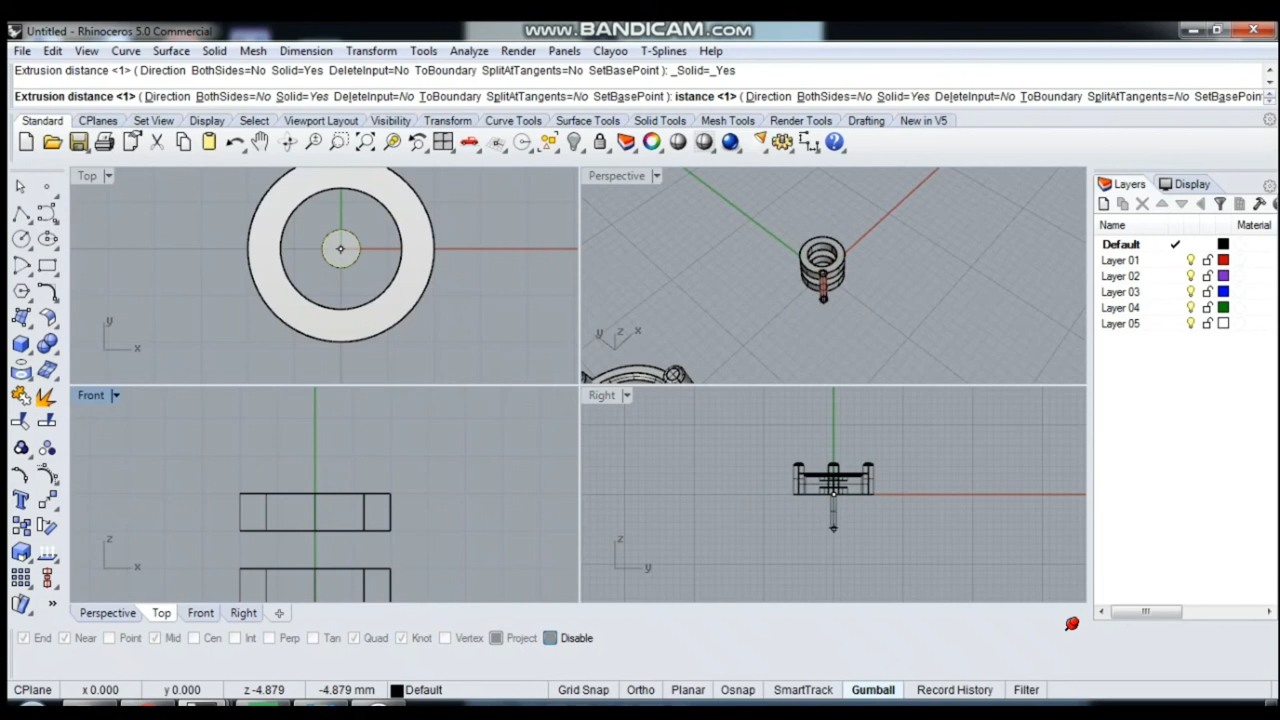 Untitled - Rhinoceros 5.0 Commercial
www.BANDICAM.com
File Edit View Curve Surface Solid Mesh Dimension Transform Tools Analyze Render Panels Clayoo T-Splines Help
Extrusion distance <1> ( Direction BothSides=No Solid=Yes DeleteInput=No ToBoundary SplitAtTangents=No SetBasePoint ): _Solid=_Yes
Extrusion distance <1> ( Direction BothSides=No Solid=Yes DeleteInput=No ToBoundary SplitAtTangents=No SetBasePoint ): istance <1> ( Direction BothSides=No Solid=Yes DeleteInput=No ToBoundary SplitAtTangents=No SetBasePoin
Standard CPlanes Set View Display Select Viewport Layout Visibility Transform Curve Tools Surface Tools Solid Tools Mesh Tools Render Tools Drafting New in V5
Top
Perspective
Layers Display
Name Material
Default
Layer 01
Layer 02
Layer 03
Layer 04
Layer 05
y
x
y z x
Front
Right
z
x
z
y
Perspective Top Front Right
End Near Point Mid Cen Int Perp Tan Quad Knot Vertex Project Disable
CPlane x 0.000 y 0.000 z -4.879 -4.879 mm Default Grid Snap Ortho Planar Osnap SmartTrack Gumball Record History Filter